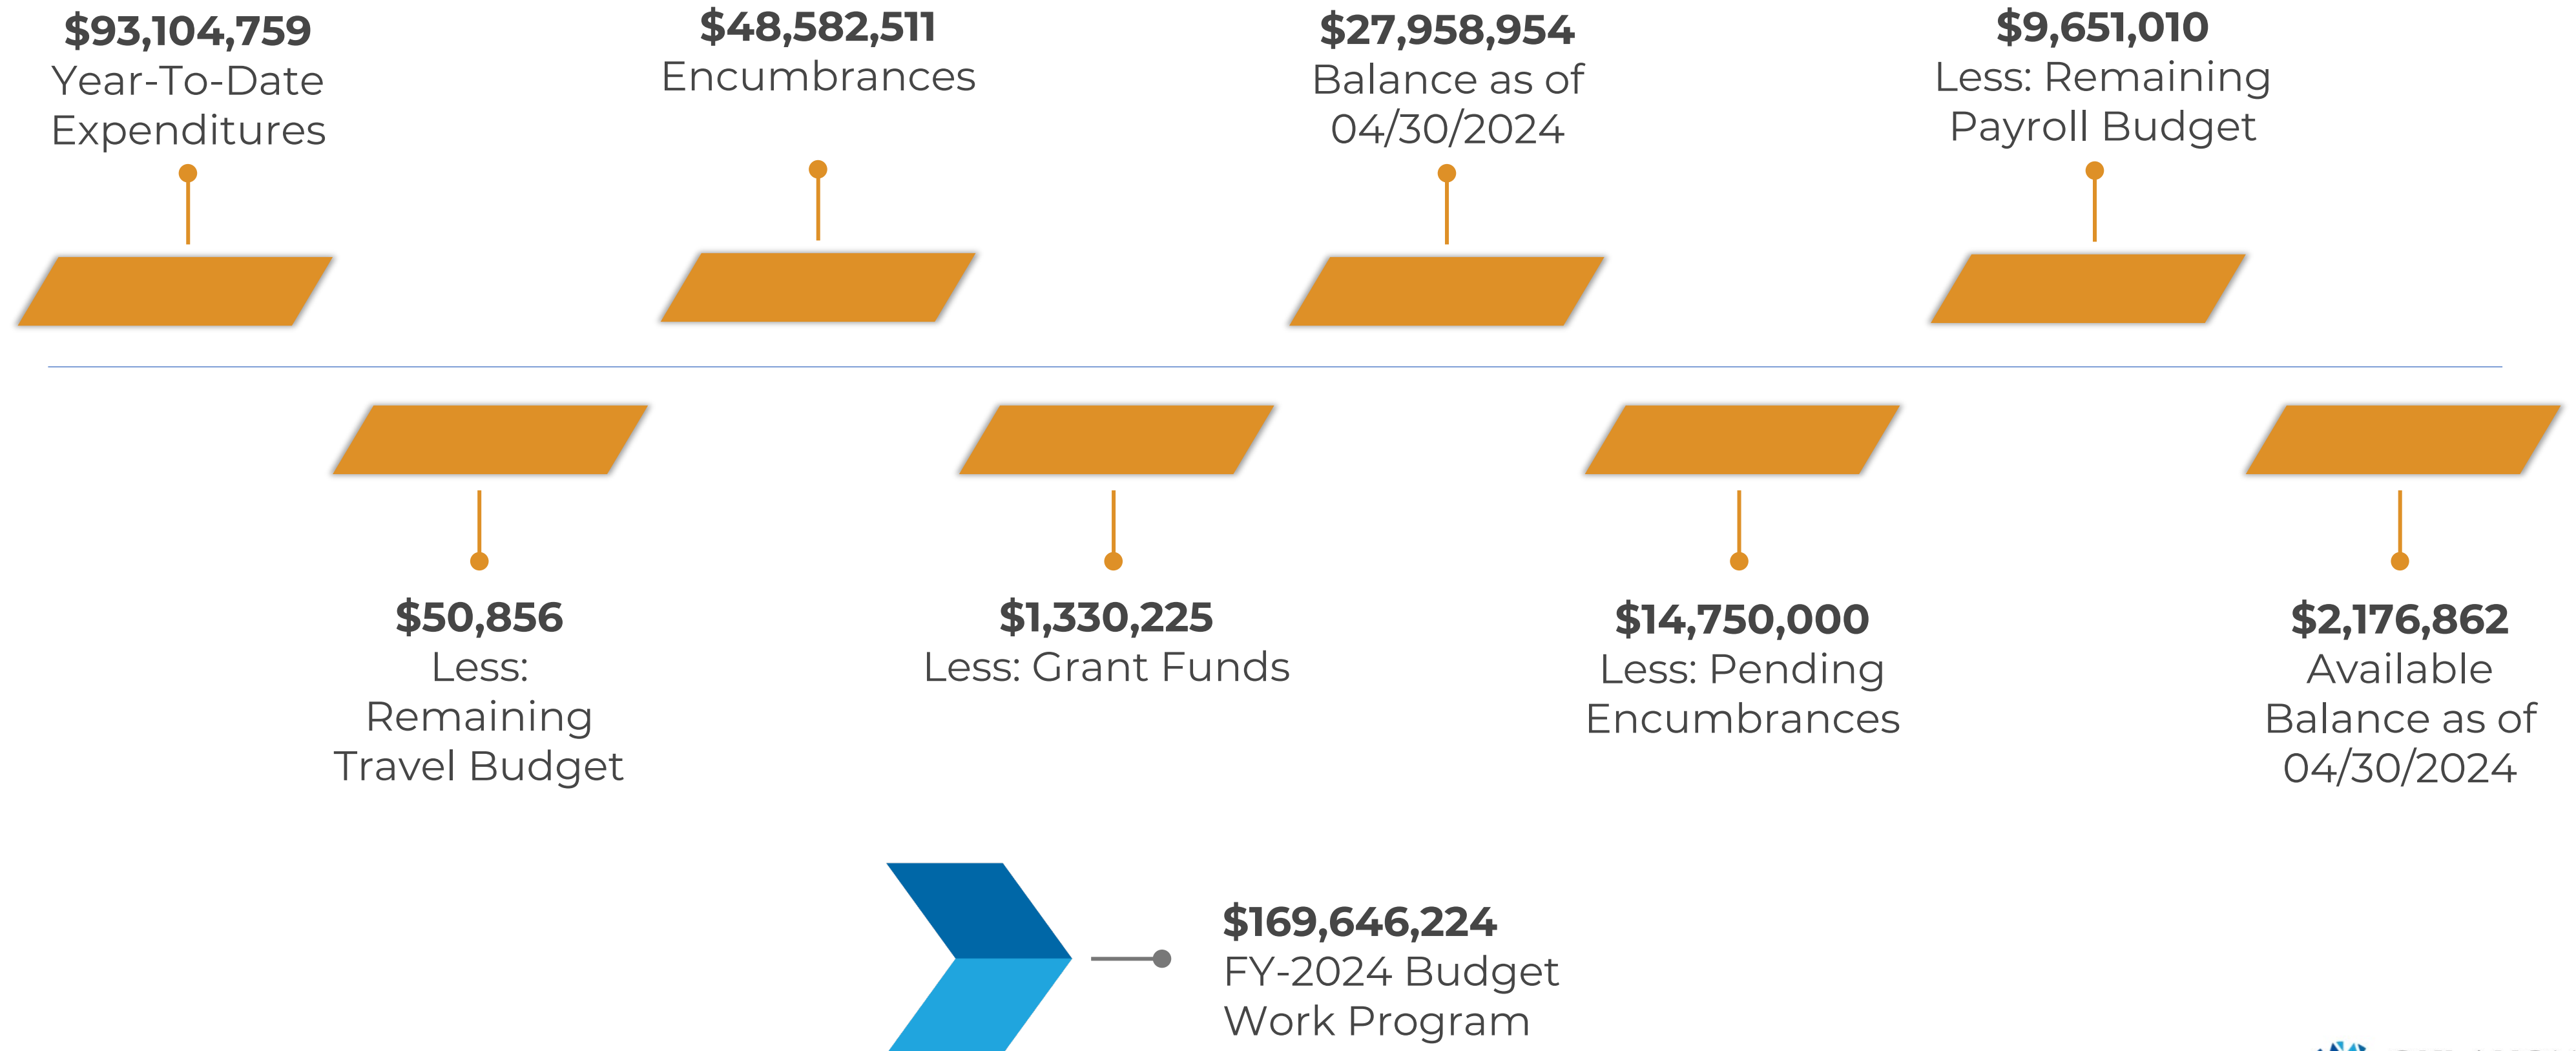 $93,104,759
Year-To-Date
Expenditures
$48,582,511
Encumbrances
$27,958,954
Balance as of
04/30/2024
$9,651,010
Less: Remaining
Payroll Budget
$50,856
Less:
Remaining
Travel Budget
$1,330,225
Less: Grant Funds
$14,750,000
Less: Pending
Encumbrances
$2,176,862
Available
Balance as of
04/30/2024
$169,646,224
FY-2024 Budget
Work Program